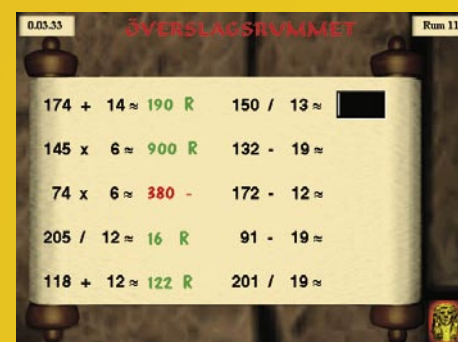 0.03.33
ÖVERSLAGSRUMMET
Rum 11
174 + 14 ≈ 190 R
145 x 6 ≈ 900 R
74 x 6 ≈ 380 -
205 / 12 ≈ 16 R
118 + 12 ≈ 122 R
150 / 13 ≈
132 - 19 ≈
172 - 12 ≈
91 - 19 ≈
201 / 19 ≈